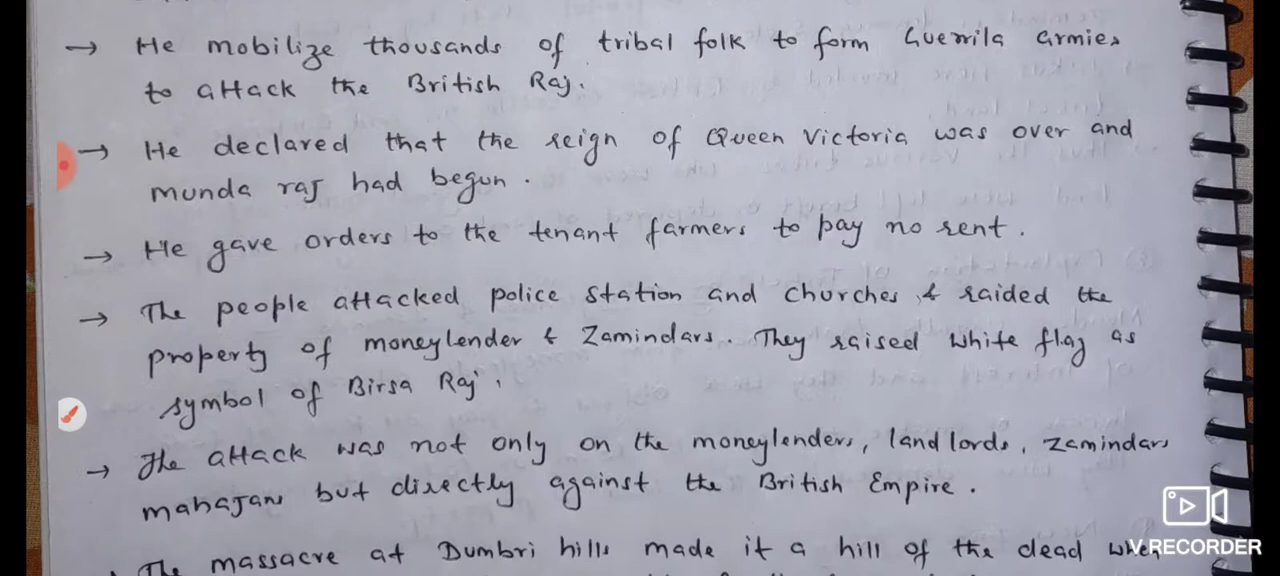 → He mobilize thousands of tribal folk to form Guerrila armies
to attack the British Raj.
→ He declared that the reign of Queen Victoria was over and
munda raj had begun.
→ He gave orders to the tenant farmers to pay no rent.
→ The people attacked police station and churches, & raided the
property of moneylender & Zamindars. They raised white flag as
symbol of Birsa Raj.
→ The attack was not only on the moneylenders, land lords, Zamindars
mahajans but directly against the British Empire.
The massacre at Dumbri hills made it a hill of the dead when
V.RECORDER